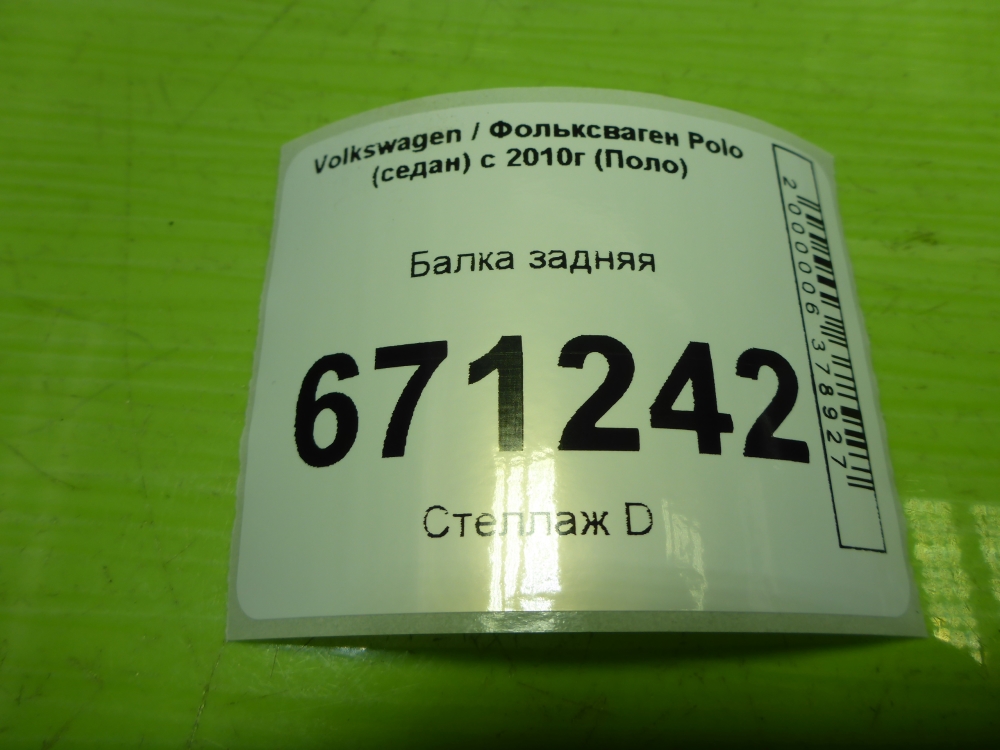 Volkswagen / Фольксваген Polo
(седан) с 2010г (Поло)
Балка задняя
671242
Стеллаж D
2000006378927